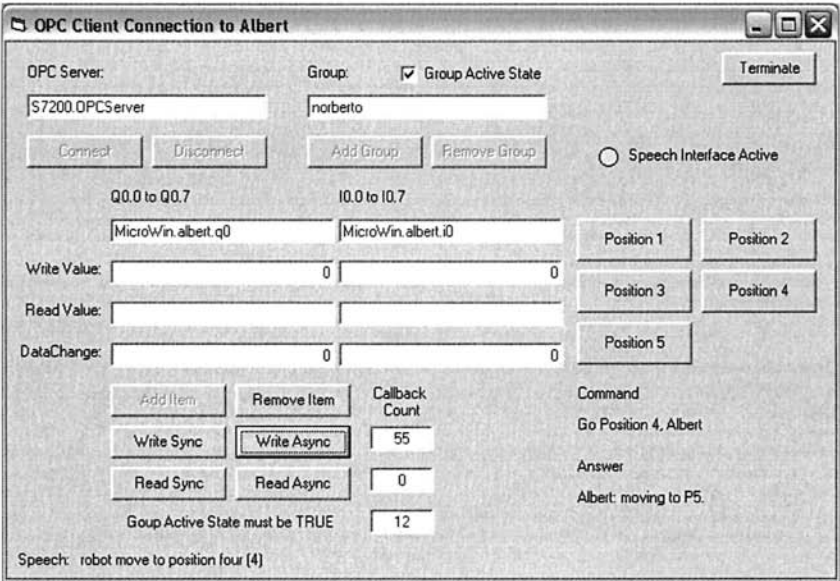 OPC Client Connection to Albert
OPC Server: Group: Group Active State Terminate
S7200.OPCServer norberto
Connect Disconnect Add Group Remove Group Speech Interface Active
Q0.0 to Q0.7 I0.0 to I0.7
MicroWin.albert.q0 MicroWin.albert.i0 Position 1 Position 2
Write Value: 0 0
Position 3 Position 4
Read Value:
Position 5
DataChange: 0 0
Add Item Remove Item Callback Count Command
Write Sync Write Async 55 Go Position 4, Albert
Answer
Read Sync Read Async 0
Albert: moving to P5.
Goup Active State must be TRUE 12
Speech: robot move to position four (4)